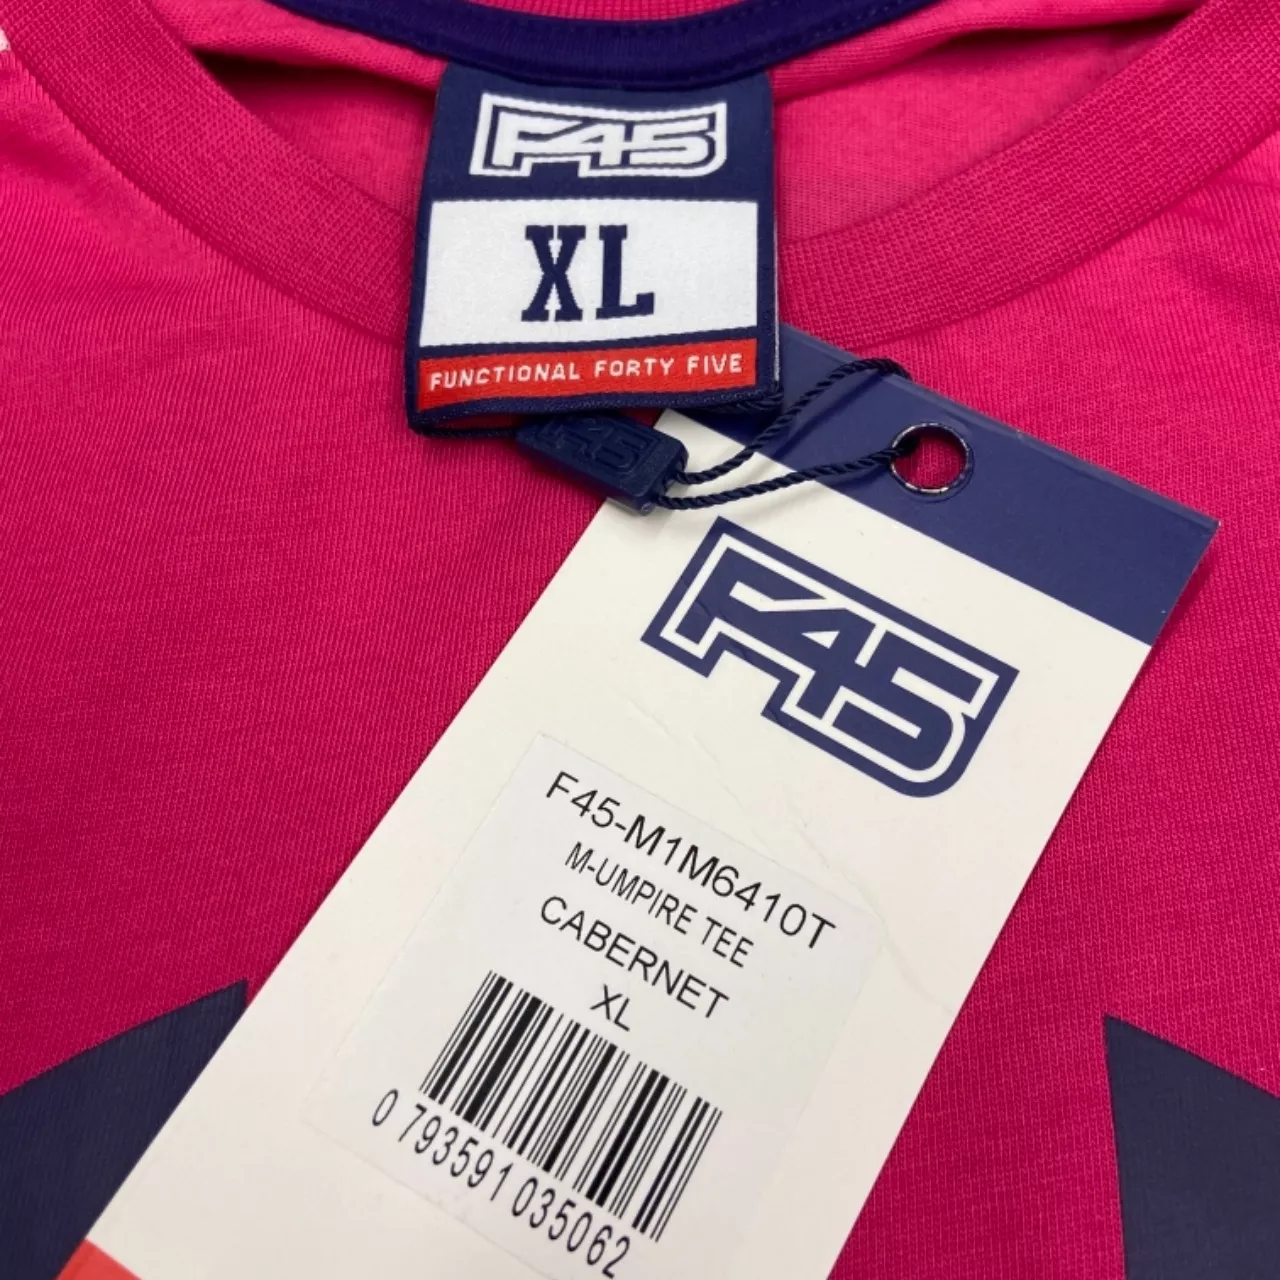 F45
XL
FUNCTIONAL FORTY FIVE
F45
F45
F45-M1M6410T
M-UMPIRE TEE
CABERNET
XL
0 793591 035062